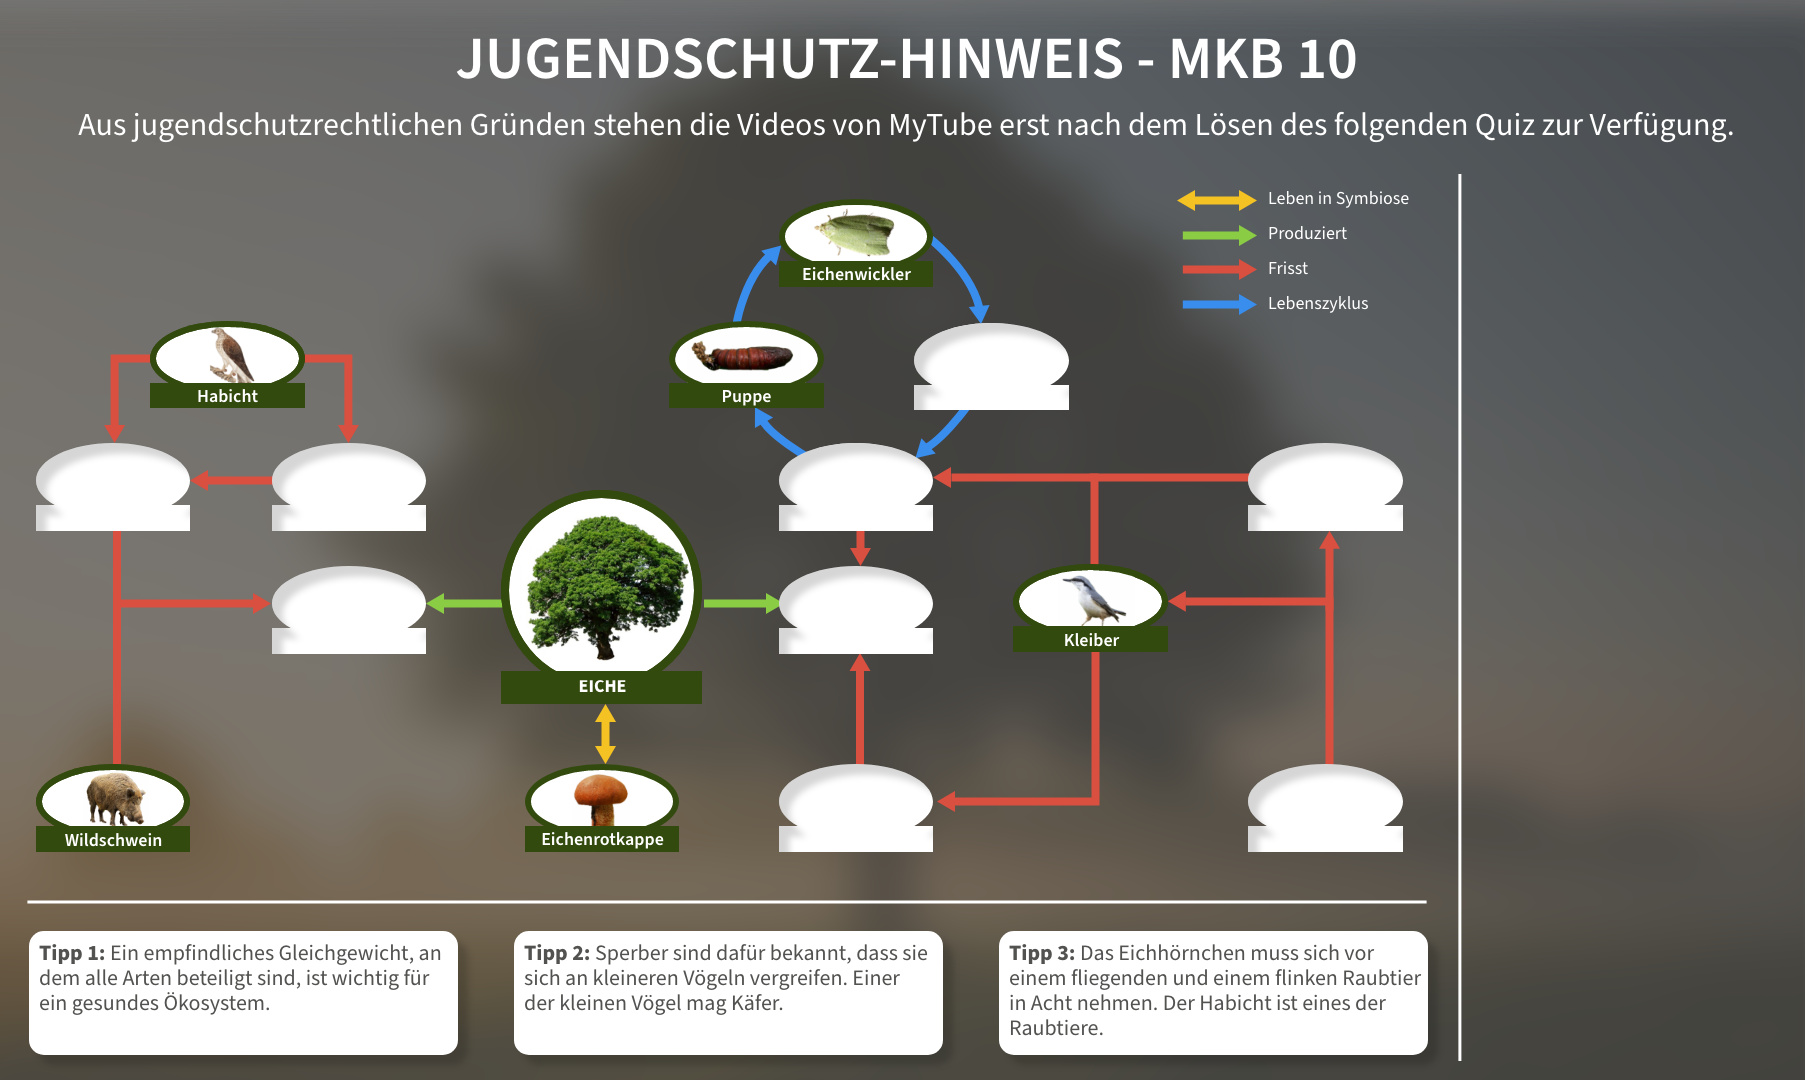 JUGENDSCHUTZ-HINWEIS - MKB 10
Aus jugendschutzrechtlichen Gründen stehen die Videos von MyTube erst nach dem Lösen des folgenden Quiz zur Verfügung.
Leben in Symbiose
Produziert
Frisst
Lebenszyklus
Eichenwickler
Habicht
Puppe
Kleiber
EICHE
Wildschwein
Eichenrotkappe
Tipp 1: Ein empfindliches Gleichgewicht, an
dem alle Arten beteiligt sind, ist wichtig für
ein gesundes Ökosystem.
Tipp 2: Sperber sind dafür bekannt, dass sie
sich an kleineren Vögeln vergreifen. Einer
der kleinen Vögel mag Käfer.
Tipp 3: Das Eichhörnchen muss sich vor
einem fliegenden und einem flinken Raubtier
in Acht nehmen. Der Habicht ist eines der
Raubtiere.